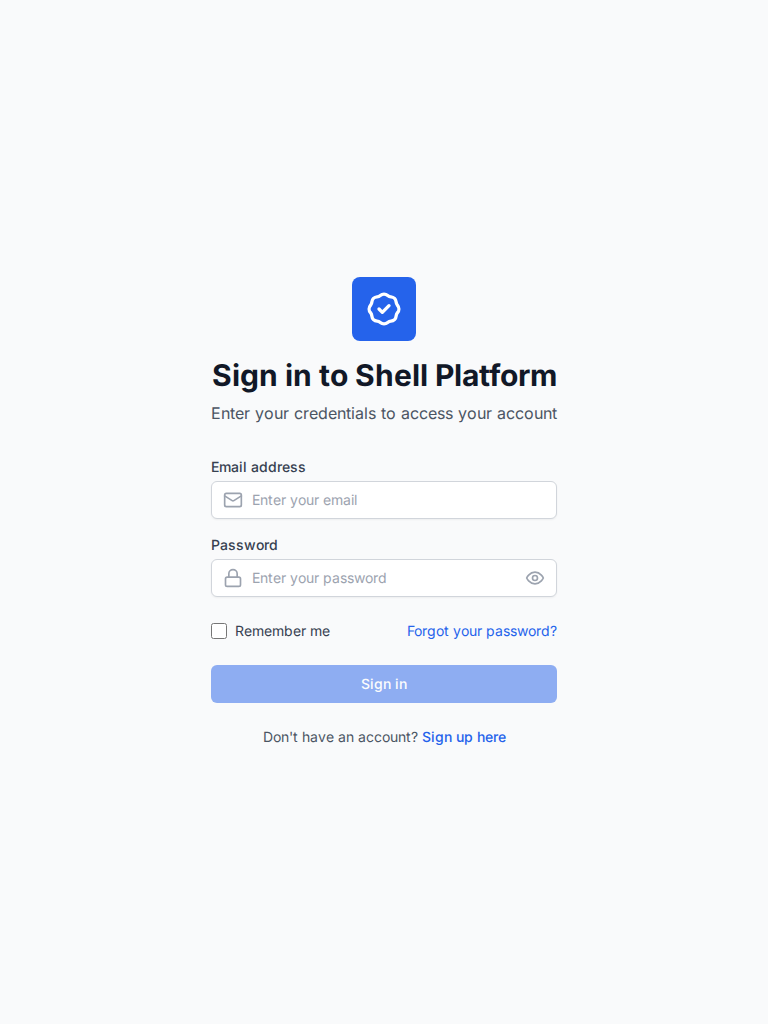 Sign in to Shell Platform
Enter your credentials to access your account
Email address
Enter your email
Password
Enter your password
Remember me Forgot your password?
Sign in
Don't have an account? Sign up here